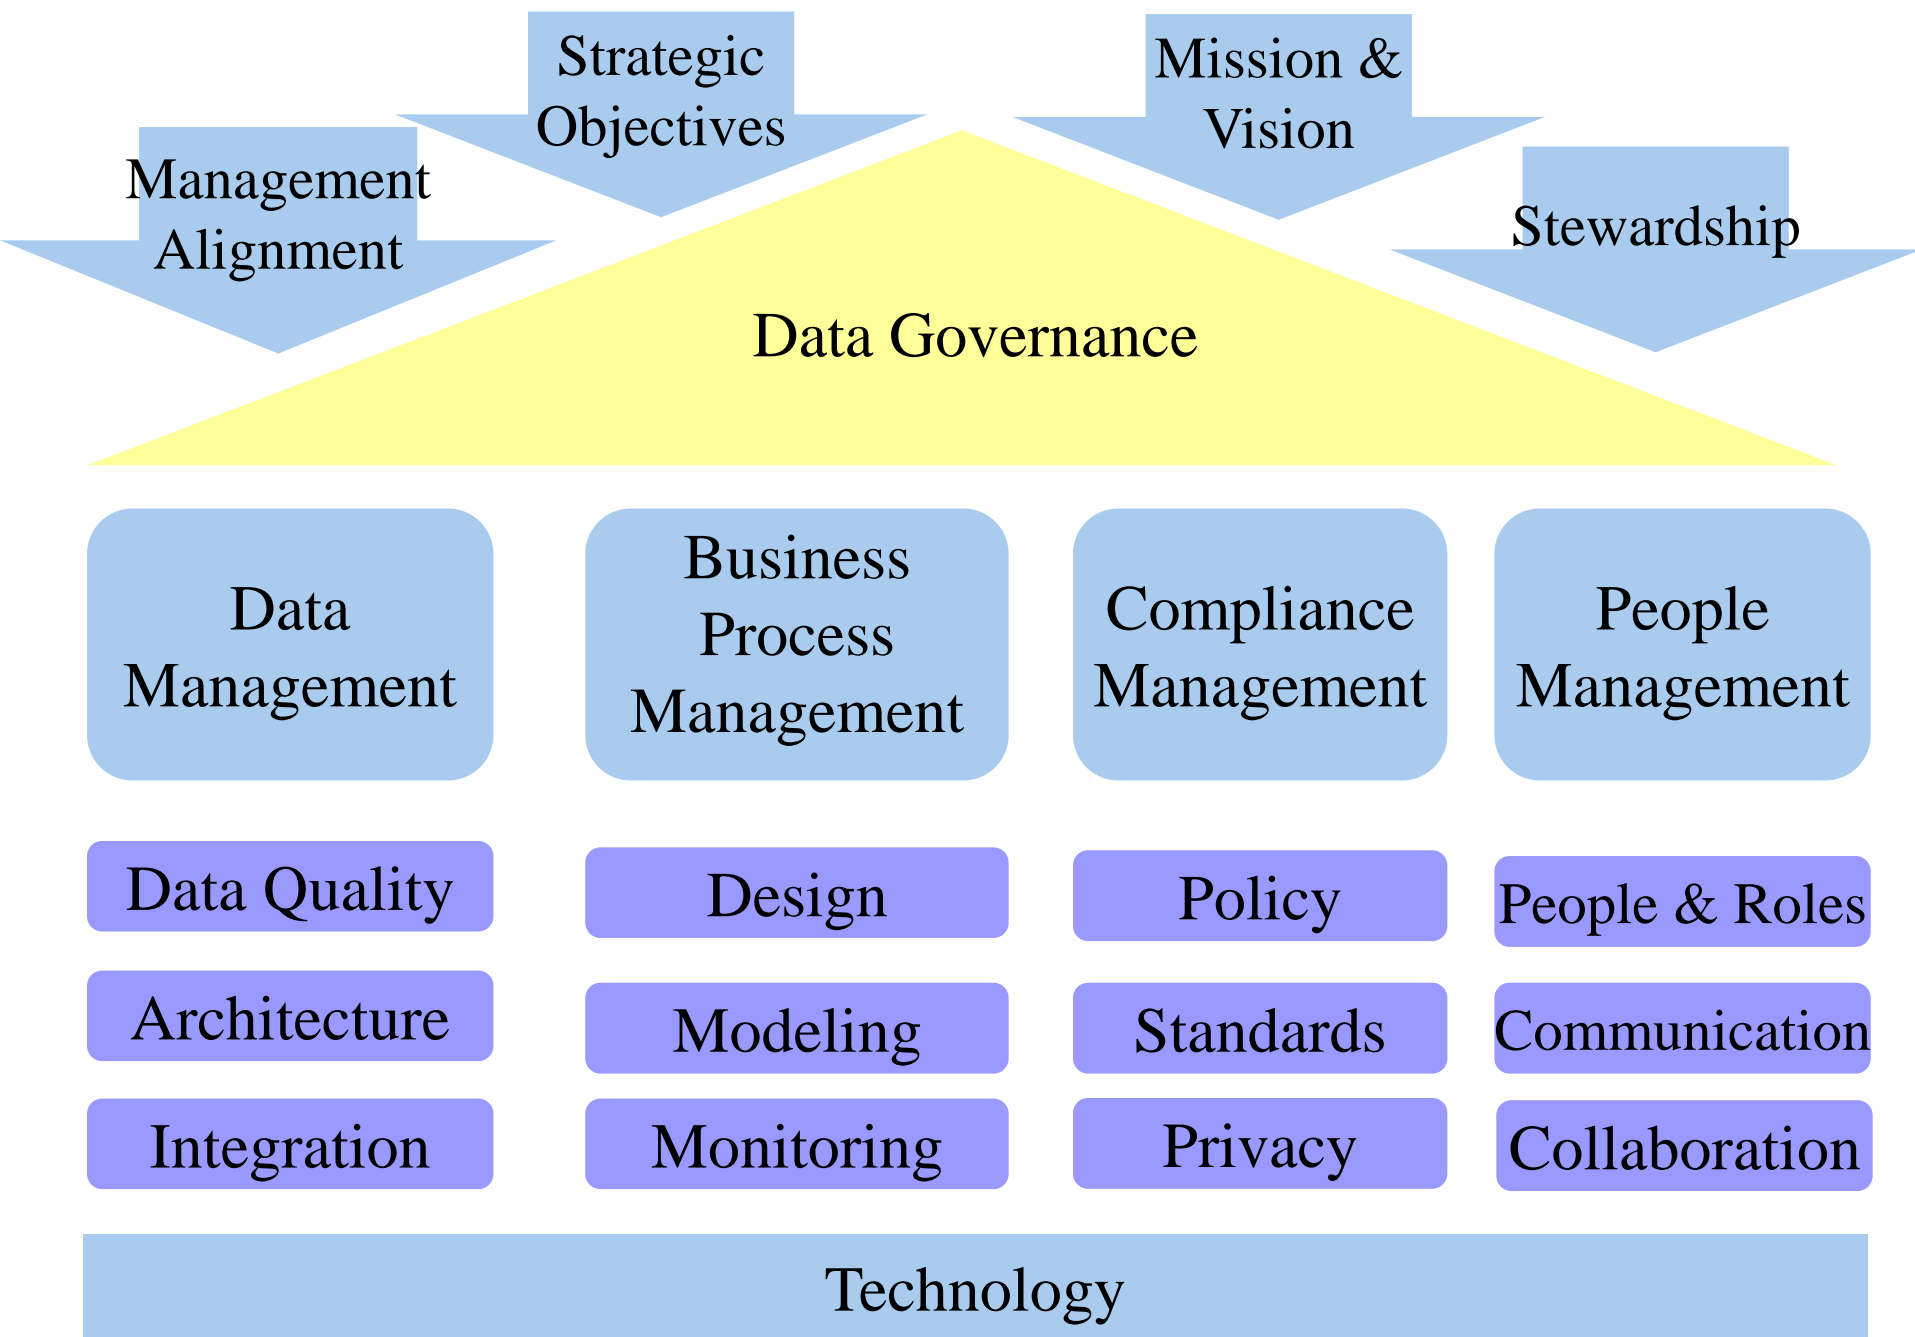 Strategic
Objectives
Mission &
Vision
Management
Alignment
Stewardship
Data Governance
Data
Management
Business
Process
Management
Compliance
Management
People
Management
Data Quality
Design
Policy
People & Roles
Architecture
Modeling
Standards
Communication
Integration
Monitoring
Privacy
Collaboration
Technology